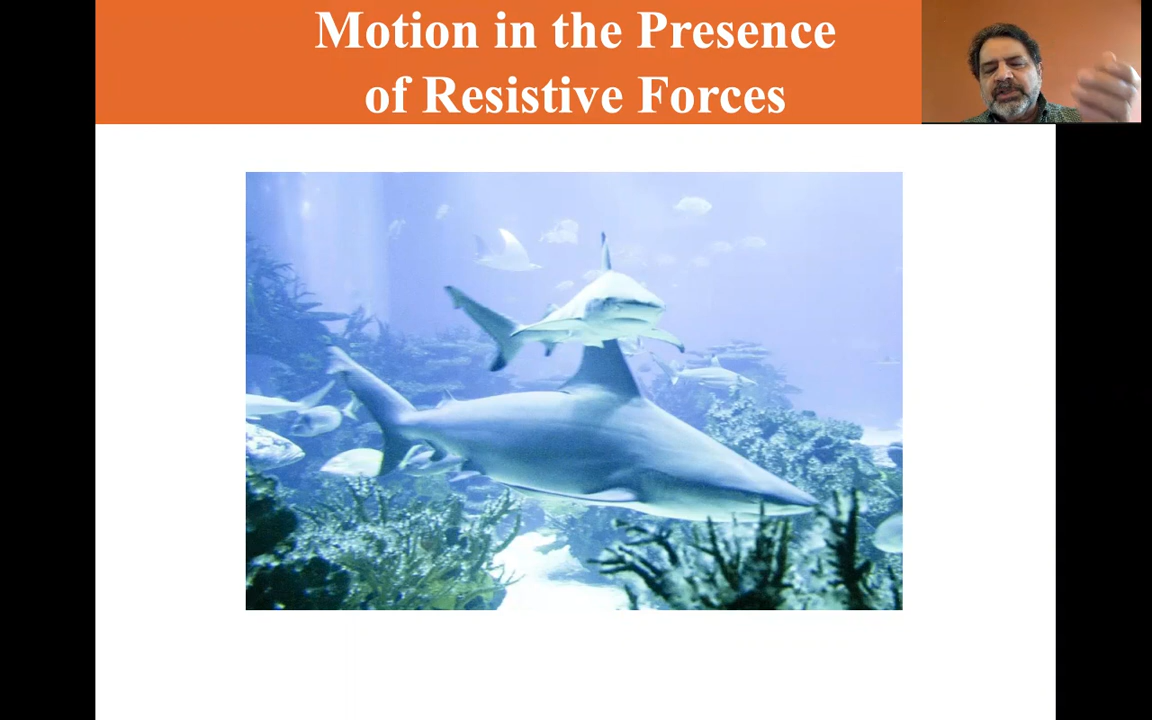 Motion in the Presence
of Resistive Forces